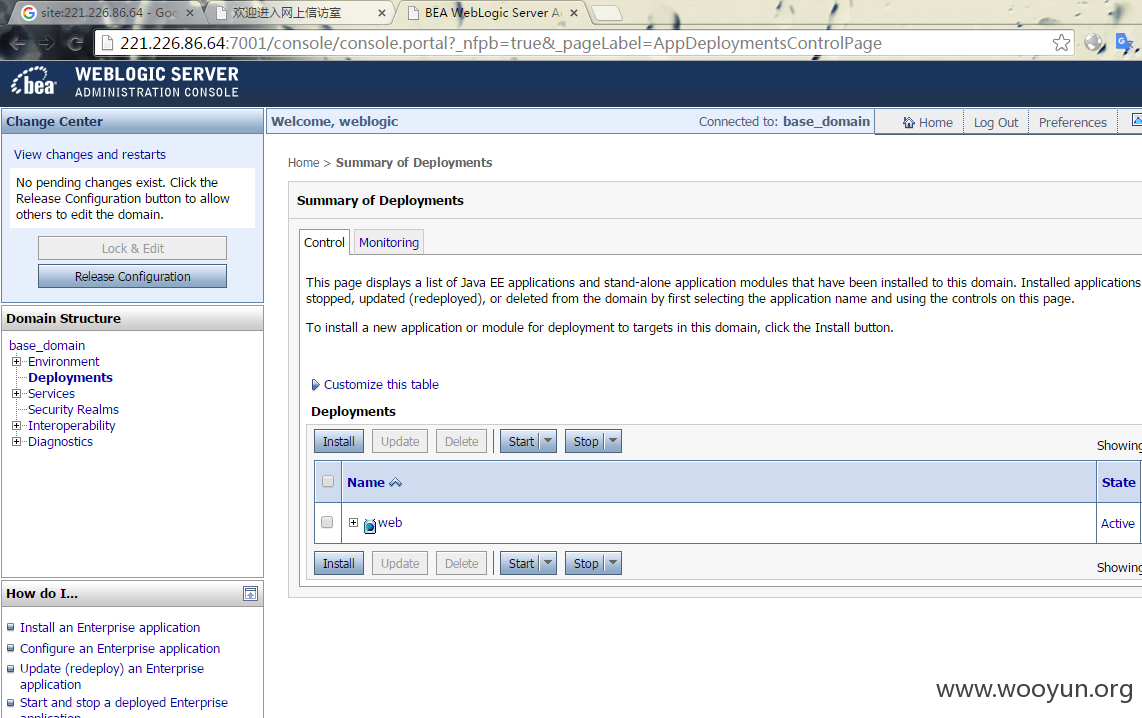 site:221.226.86.64 - Goo
欢迎进入网上信访室
BEA WebLogic Server A
221.226.86.64:7001/console/console.portal?_nfpb=true&_pageLabel=AppDeploymentsControlPage
bea
WEBLOGIC SERVER
ADMINISTRATION CONSOLE
Change Center
View changes and restarts
No pending changes exist. Click the
Release Configuration button to allow
others to edit the domain.
Lock & Edit
Release Configuration
Domain Structure
base_domain
Environment
Deployments
Services
Security Realms
Interoperability
Diagnostics
How do I...
Install an Enterprise application
Configure an Enterprise application
Update (redeploy) an Enterprise
application
Start and stop a deployed Enterprise
application
Welcome, weblogic
Connected to: base_domain
Home
Log Out
Preferences
Home > Summary of Deployments
Summary of Deployments
Control
Monitoring
This page displays a list of Java EE applications and stand-alone application modules that have been installed to this domain. Installed applications
stopped, updated (redeployed), or deleted from the domain by first selecting the application name and using the controls on this page.
To install a new application or module for deployment to targets in this domain, click the Install button.
Customize this table
Deployments
Install Update Delete Start Stop
Showing
Name State
web Active
Install Update Delete Start Stop
Showing
www.wooyun.org